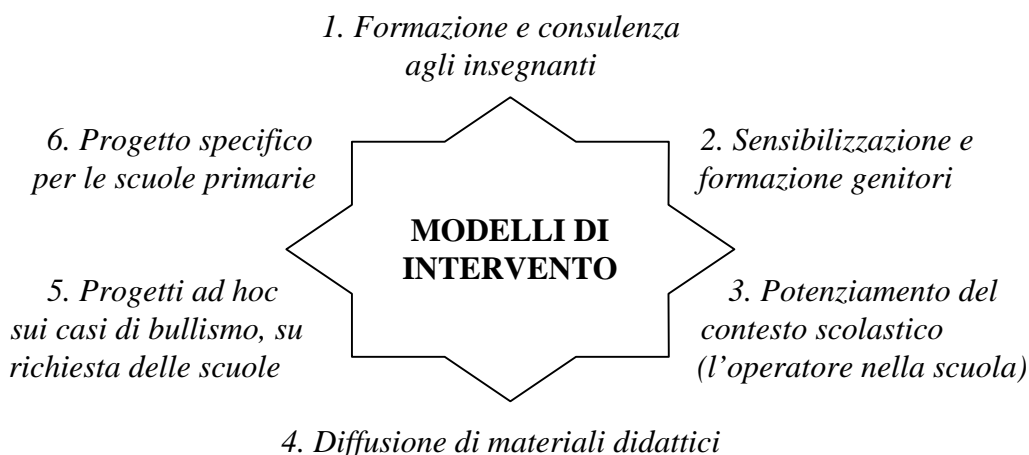 1. Formazione e consulenza
agli insegnanti
6. Progetto specifico
per le scuole primarie
2. Sensibilizzazione e
formazione genitori
MODELLI DI
INTERVENTO
5. Progetti ad hoc
sui casi di bullismo, su
richiesta delle scuole
3. Potenziamento del
contesto scolastico
(l’operatore nella scuola)
4. Diffusione di materiali didattici